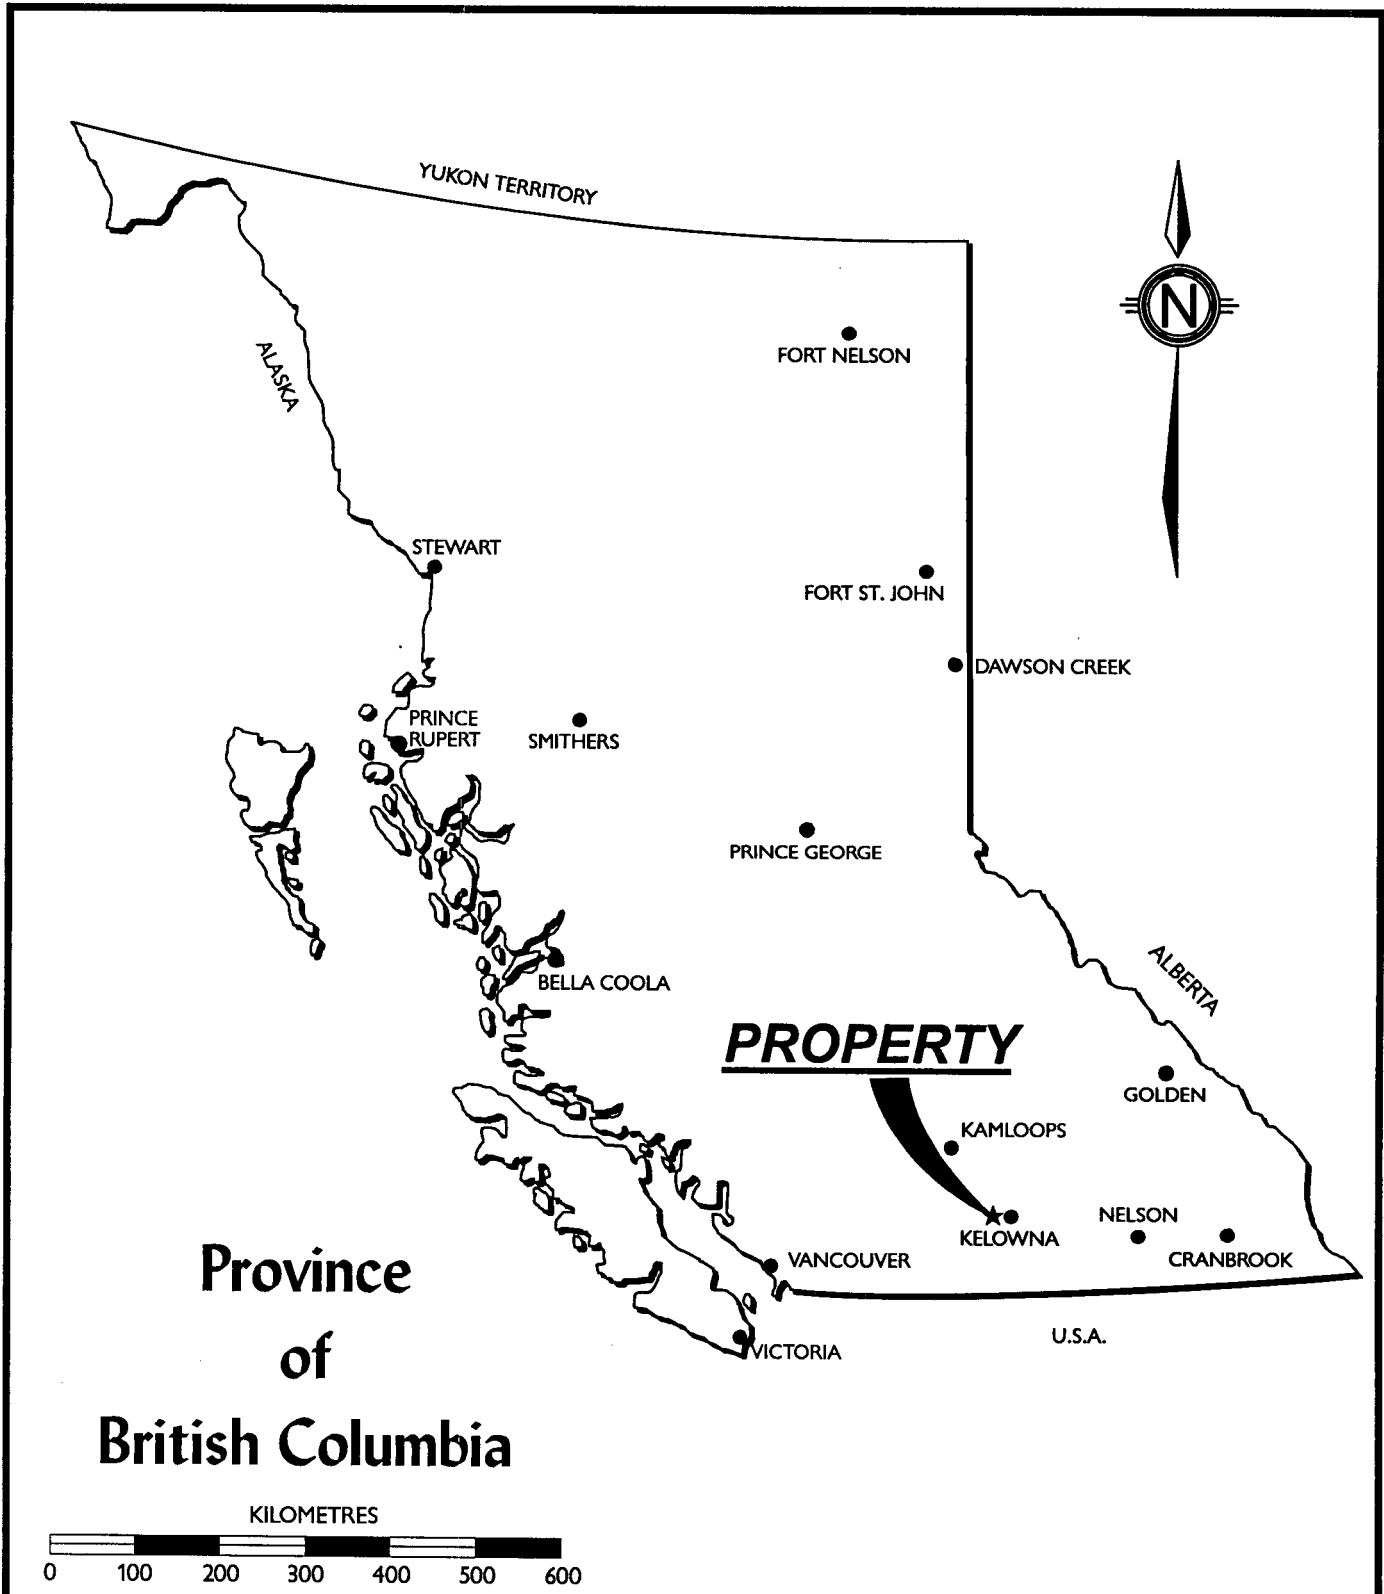 YUKON TERRITORY
N
ALASKA
FORT NELSON
STEWART
FORT ST. JOHN
DAWSON CREEK
PRINCE
RUPERT
SMITHERS
PRINCE GEORGE
ALBERTA
BELLA COOLA
PROPERTY
GOLDEN
KAMLOOPS
NELSON
KELOWNA
CRANBROOK
VANCOUVER
U.S.A.
VICTORIA
Province
of
British Columbia
KILOMETRES
0 100 200 300 400 500 600